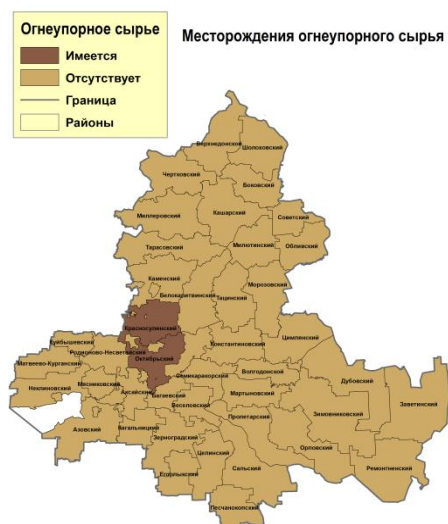 Огнеупорное сырье
Имеется
Отсутствует
Граница
Районы
Месторождения огнеупорного сырья
Верхнедонской
Шолоховский
Чертковский
Боковский
Миллеровский
Кашарский
Советский
Тарасовский
Милютинский
Обливский
Каменский
Морозовский
Белокалитвинский
Тацинский
Красносулинский
Константиновский
Цимлянский
Куйбышевский
Родионово-Несветайский
Октябрьский
Матвеево-Курганский
Семикаракорский
Волгодонской
Дубовский
Мясниковский
Аксайский
Багаевский
Мартыновский
Заветинский
Неклиновский
Веселовский
Пролетарский
Зимовниковский
Азовский
Кагальницкий
Зерноградский
Орловский
Целинский
Сальский
Ремонтненский
Егорлыкский
Песчанокопский